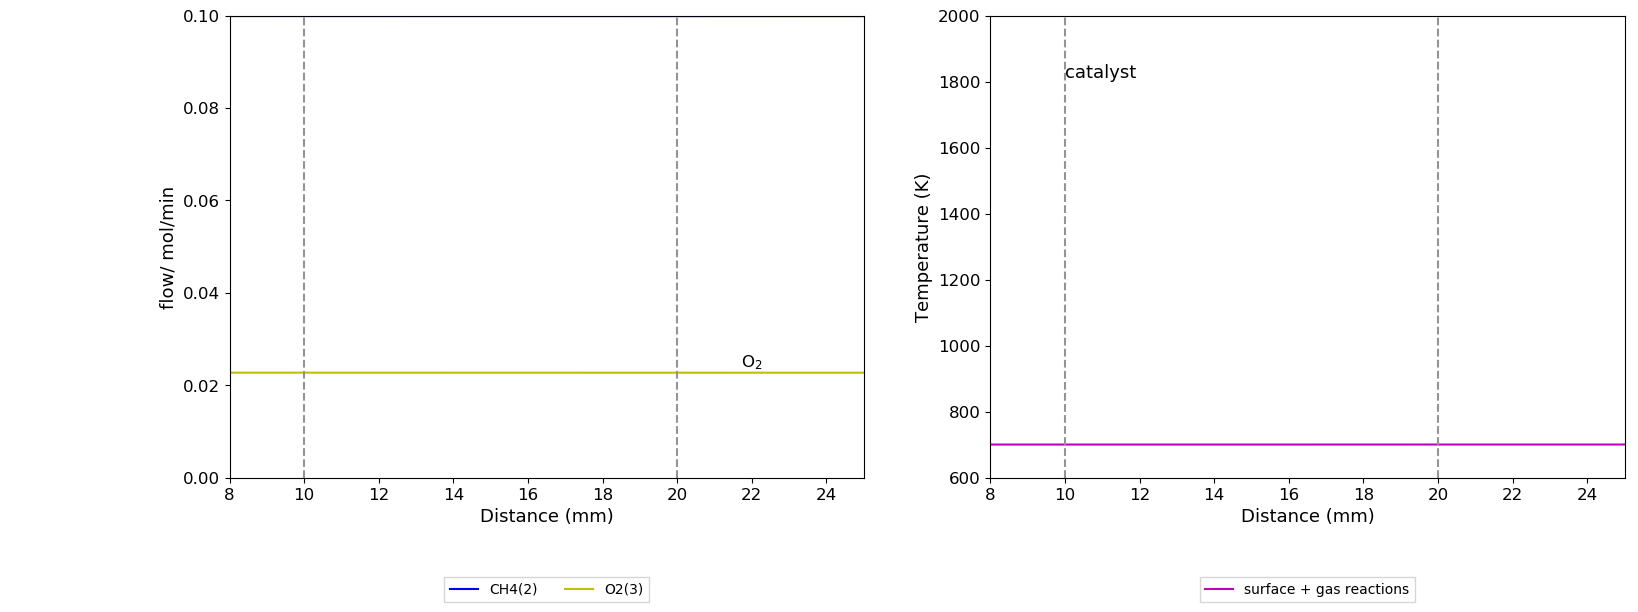 0.10
0.08
0.06
0.04
0.02
0.00
flow/ mol/min
O₂
8 10 12 14 16 18 20 22 24
Distance (mm)
CH4(2) O2(3)
2000
1800
1600
1400
1200
1000
800
600
Temperature (K)
catalyst
8 10 12 14 16 18 20 22 24
Distance (mm)
surface + gas reactions